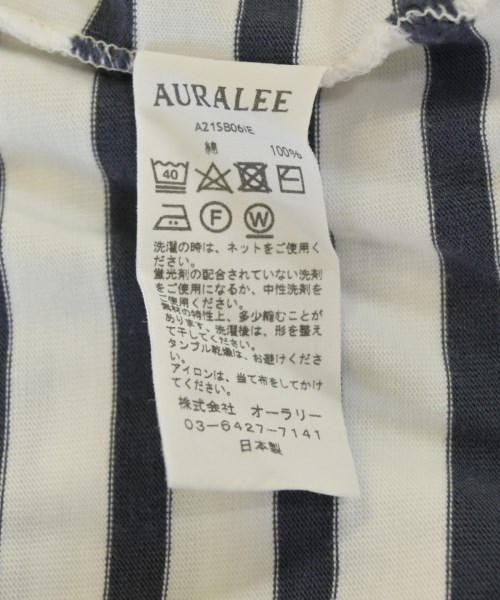 AURALEE
A21SB06IE
綿 100%
40
F W
洗濯の時は、ネットをご使用く
ださい。
蛍光剤の配合されていない洗剤
をご使用になるか、中性洗剤を
ご使用ください。
素材の特性上、多少縮むことが
あります。洗濯後は、形を整え
て干してください。
タンブル乾燥は、お避けくださ
い。
アイロンは、当て布をしてかけ
てください。
株式会社 オーラリー
03-6427-7141
日本製